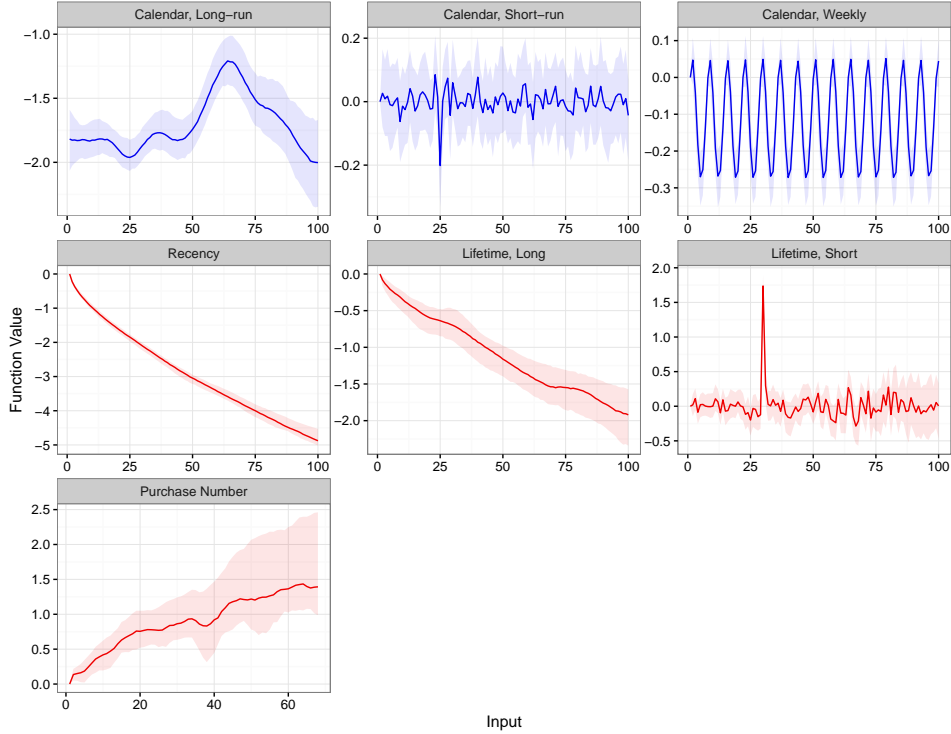 Calendar, Long−run
Calendar, Short−run
Calendar, Weekly
−1.0
−1.5
−2.0
0 25 50 75 100
0.2
0.0
−0.2
0 25 50 75 100
0.1
0.0
−0.1
−0.2
−0.3
0 25 50 75 100
Recency
Lifetime, Long
Lifetime, Short
0
−1
−2
−3
−4
−5
0 25 50 75 100
0.0
−0.5
−1.0
−1.5
−2.0
0 25 50 75 100
2.0
1.5
1.0
0.5
0.0
−0.5
0 25 50 75 100
Purchase Number
2.5
2.0
1.5
1.0
0.5
0.0
0 20 40 60
Function Value
Input